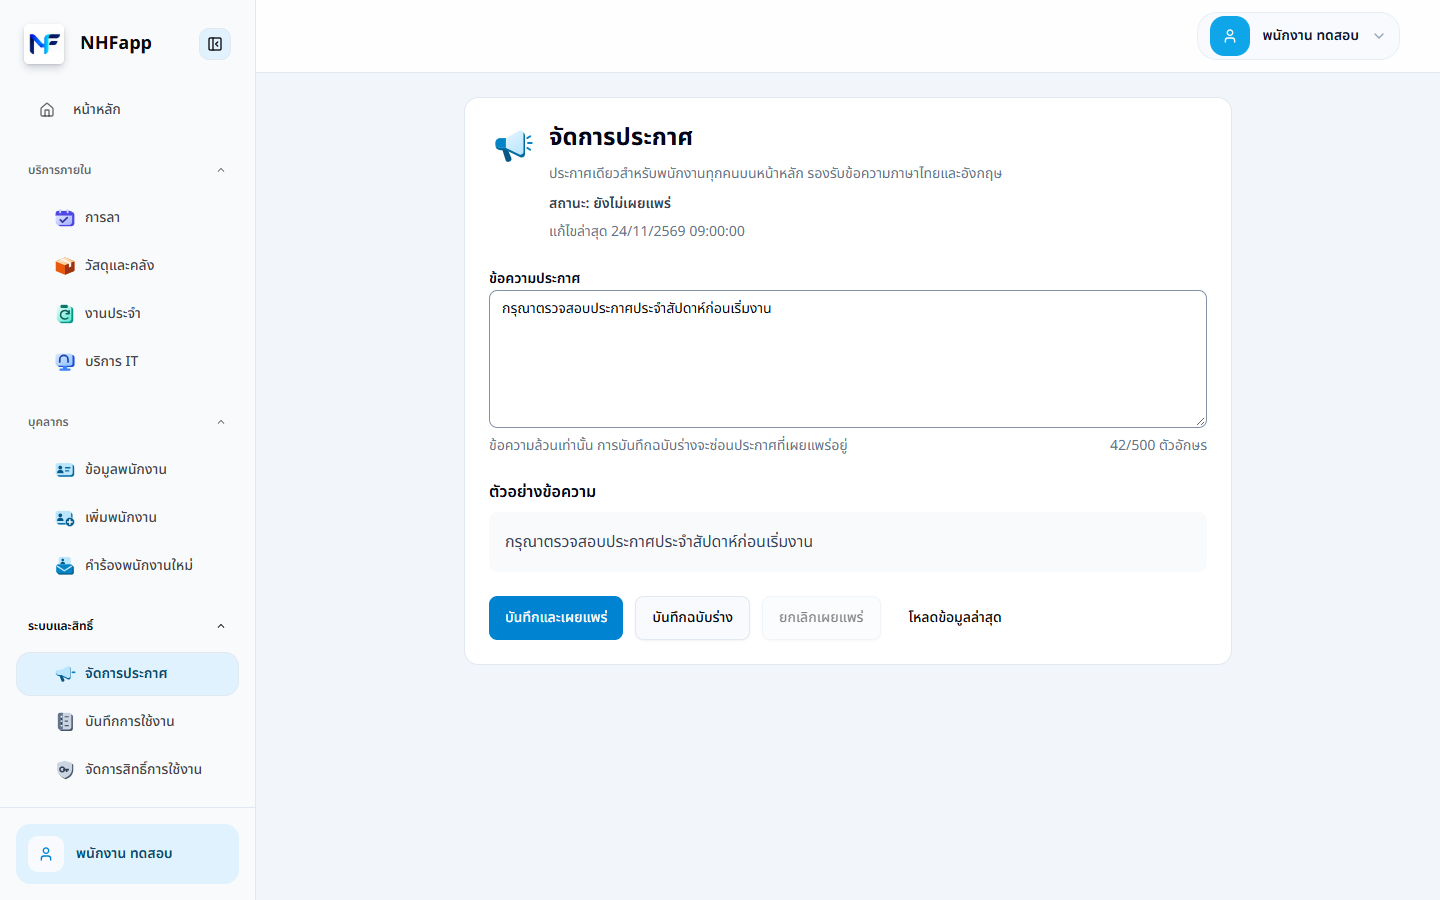 NHFapp
พนักงาน ทดสอบ
หน้าหลัก
บริการภายใน
การลา
วัสดุและคลัง
งานประจำ
บริการ IT
บุคลากร
ข้อมูลพนักงาน
เพิ่มพนักงาน
คำร้องพนักงานใหม่
ระบบและสิทธิ์
จัดการประกาศ
บันทึกการใช้งาน
จัดการสิทธิ์การใช้งาน
พนักงาน ทดสอบ
จัดการประกาศ
ประกาศเดียวสำหรับพนักงานทุกคนบนหน้าหลัก รองรับข้อความภาษาไทยและอังกฤษ
สถานะ: ยังไม่เผยแพร่
แก้ไขล่าสุด 24/11/2569 09:00:00
ข้อความประกาศ
กรุณาตรวจสอบประกาศประจำสัปดาห์ก่อนเริ่มงาน
ข้อความล้วนเท่านั้น การบันทึกฉบับร่างจะซ่อนประกาศที่เผยแพร่อยู่
42/500 ตัวอักษร
ตัวอย่างข้อความ
กรุณาตรวจสอบประกาศประจำสัปดาห์ก่อนเริ่มงาน
บันทึกและเผยแพร่ บันทึกฉบับร่าง ยกเลิกเผยแพร่ โหลดข้อมูลล่าสุด